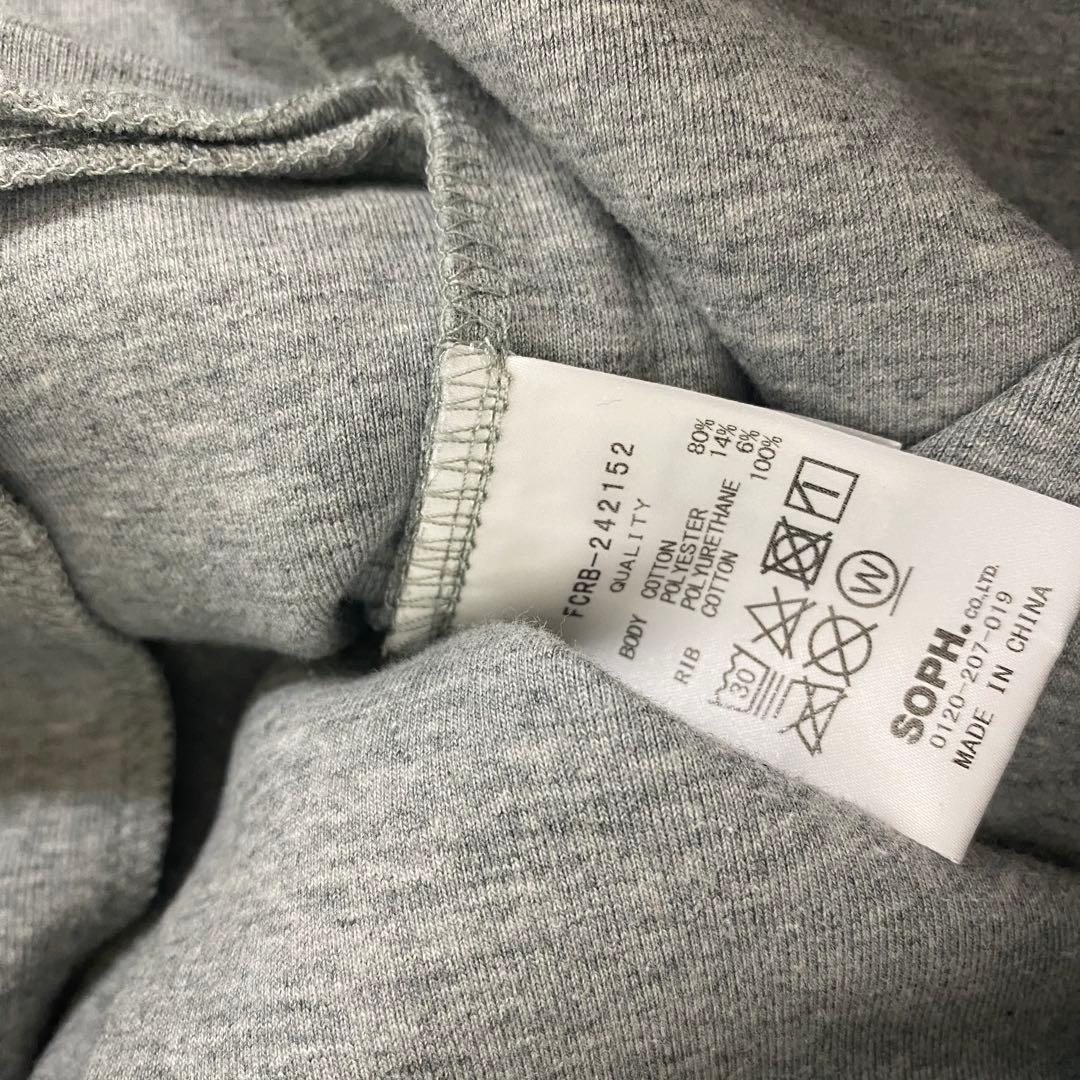 FCRB-242152
QUALITY
BODY COTTON 80%
POLYESTER 14%
POLYURETHANE 6%
RIB COTTON 100%
30
W
SOPH. CO.,LTD.
0120-207-019
MADE IN CHINA